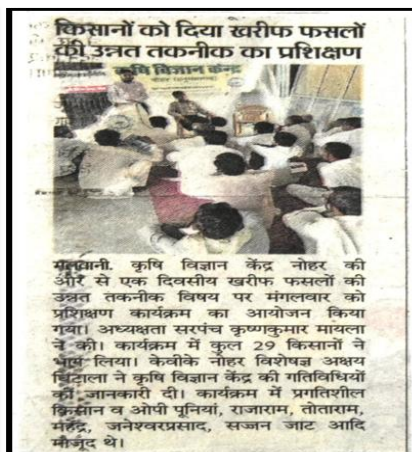 किसानों को दिया खरीफ फसलों
की उन्नत तकनीक का प्रशिक्षण
कृषि विज्ञान केन्द्र
मलवानी. कृषि विज्ञान केंद्र नोहर की
ओर से एक दिवसीय खरीफ फसलों की
उन्नत तकनीक विषय पर मंगलवार को
प्रशिक्षण कार्यक्रम का आयोजन किया
गया। अध्यक्षता सरपंच कृष्णकुमार मायला
ने की। कार्यक्रम में कुल 29 किसानों ने
भाग लिया। केवीके नोहर विशेषज्ञ अक्षय
घिंटाला ने कृषि विज्ञान केंद्र की गतिविधियों
की जानकारी दी। कार्यक्रम में प्रगतिशील
किसान व ओपी पूनियां, राजाराम, तोताराम,
महेंद्र, जनेश्वरप्रसाद, सज्जन जाट आदि
मौजूद थे।